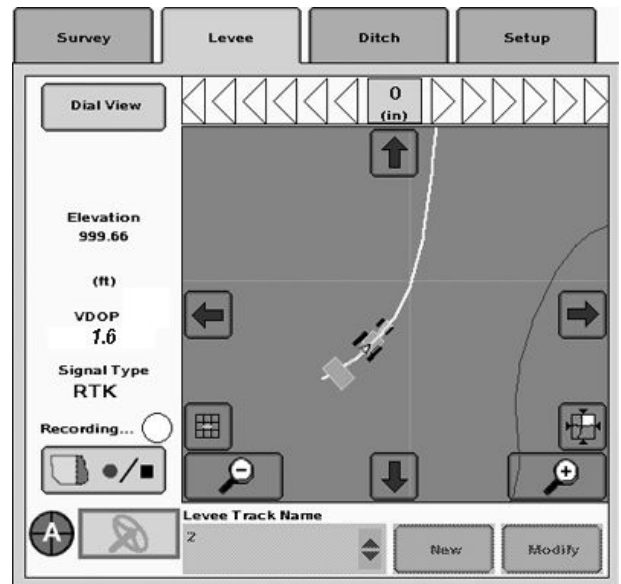 Survey
Levee
Ditch
Setup
Dial View
0
(in)
Elevation
999.66
(ft)
VDOP
1.6
Signal Type
RTK
Recording...
A
Levee Track Name
2
New
Modify